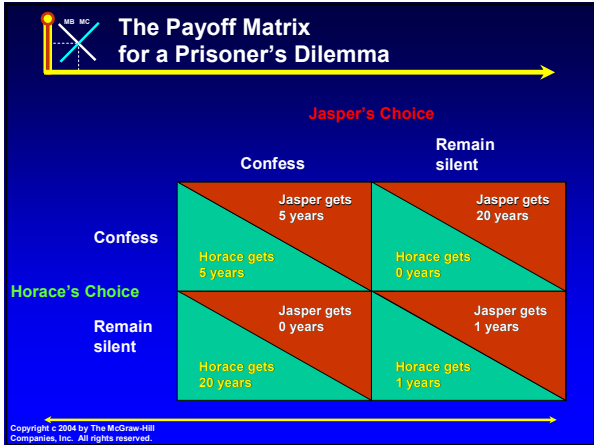 MB MC
The Payoff Matrix
for a Prisoner's Dilemma
Jasper's Choice
Confess
Remain
silent
Confess
Jasper gets
5 years
Horace gets
5 years
Jasper gets
20 years
Horace gets
0 years
Horace's Choice
Remain
silent
Jasper gets
0 years
Horace gets
20 years
Jasper gets
1 years
Horace gets
1 years
Copyright c 2004 by The McGraw-Hill
Companies, Inc. All rights reserved.